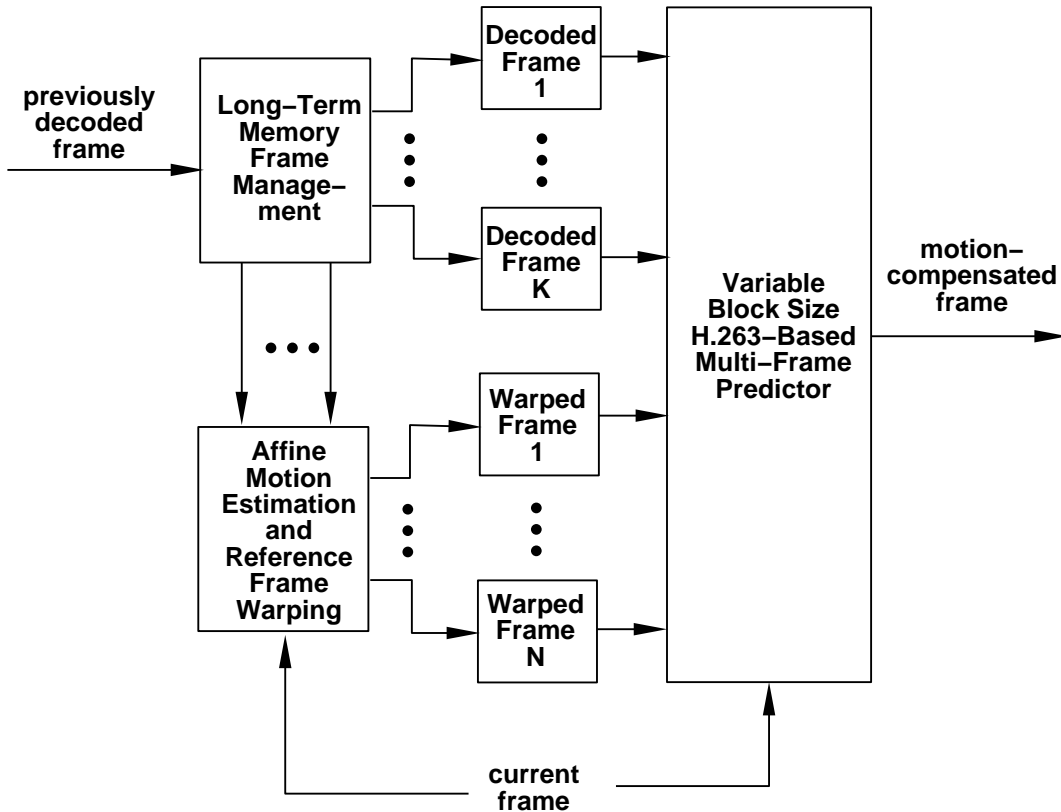 previously
decoded
frame
Long–Term
Memory
Frame
Manage–
ment
Decoded
Frame
1
Decoded
Frame
K
Variable
Block Size
H.263–Based
Multi–Frame
Predictor
motion–
compensated
frame
Affine
Motion
Estimation
and
Reference
Frame
Warping
Warped
Frame
1
Warped
Frame
N
current
frame